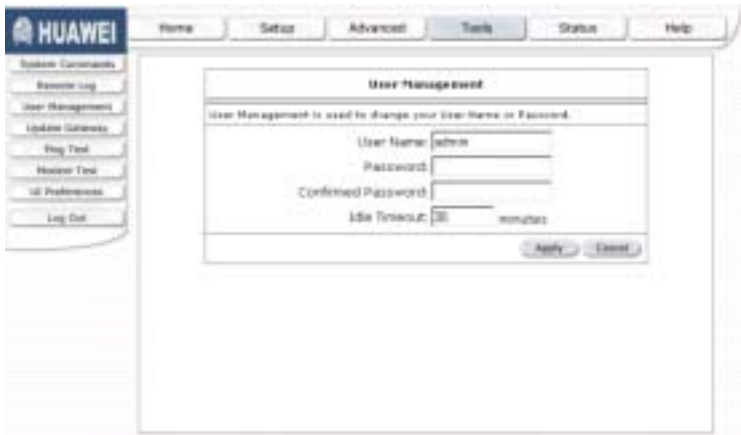 HUAWEI
Home Setup Advanced Tools Status Help
System Commands
Remote Log
User Management
Update Gateway
Ping Test
Modem Test
UI Preferences
Log Out
User Management
User Management is used to change your User Name or Password.
User Name: admin
Password:
Confirmed Password:
Idle Timeout: 30 minutes
Apply Cancel